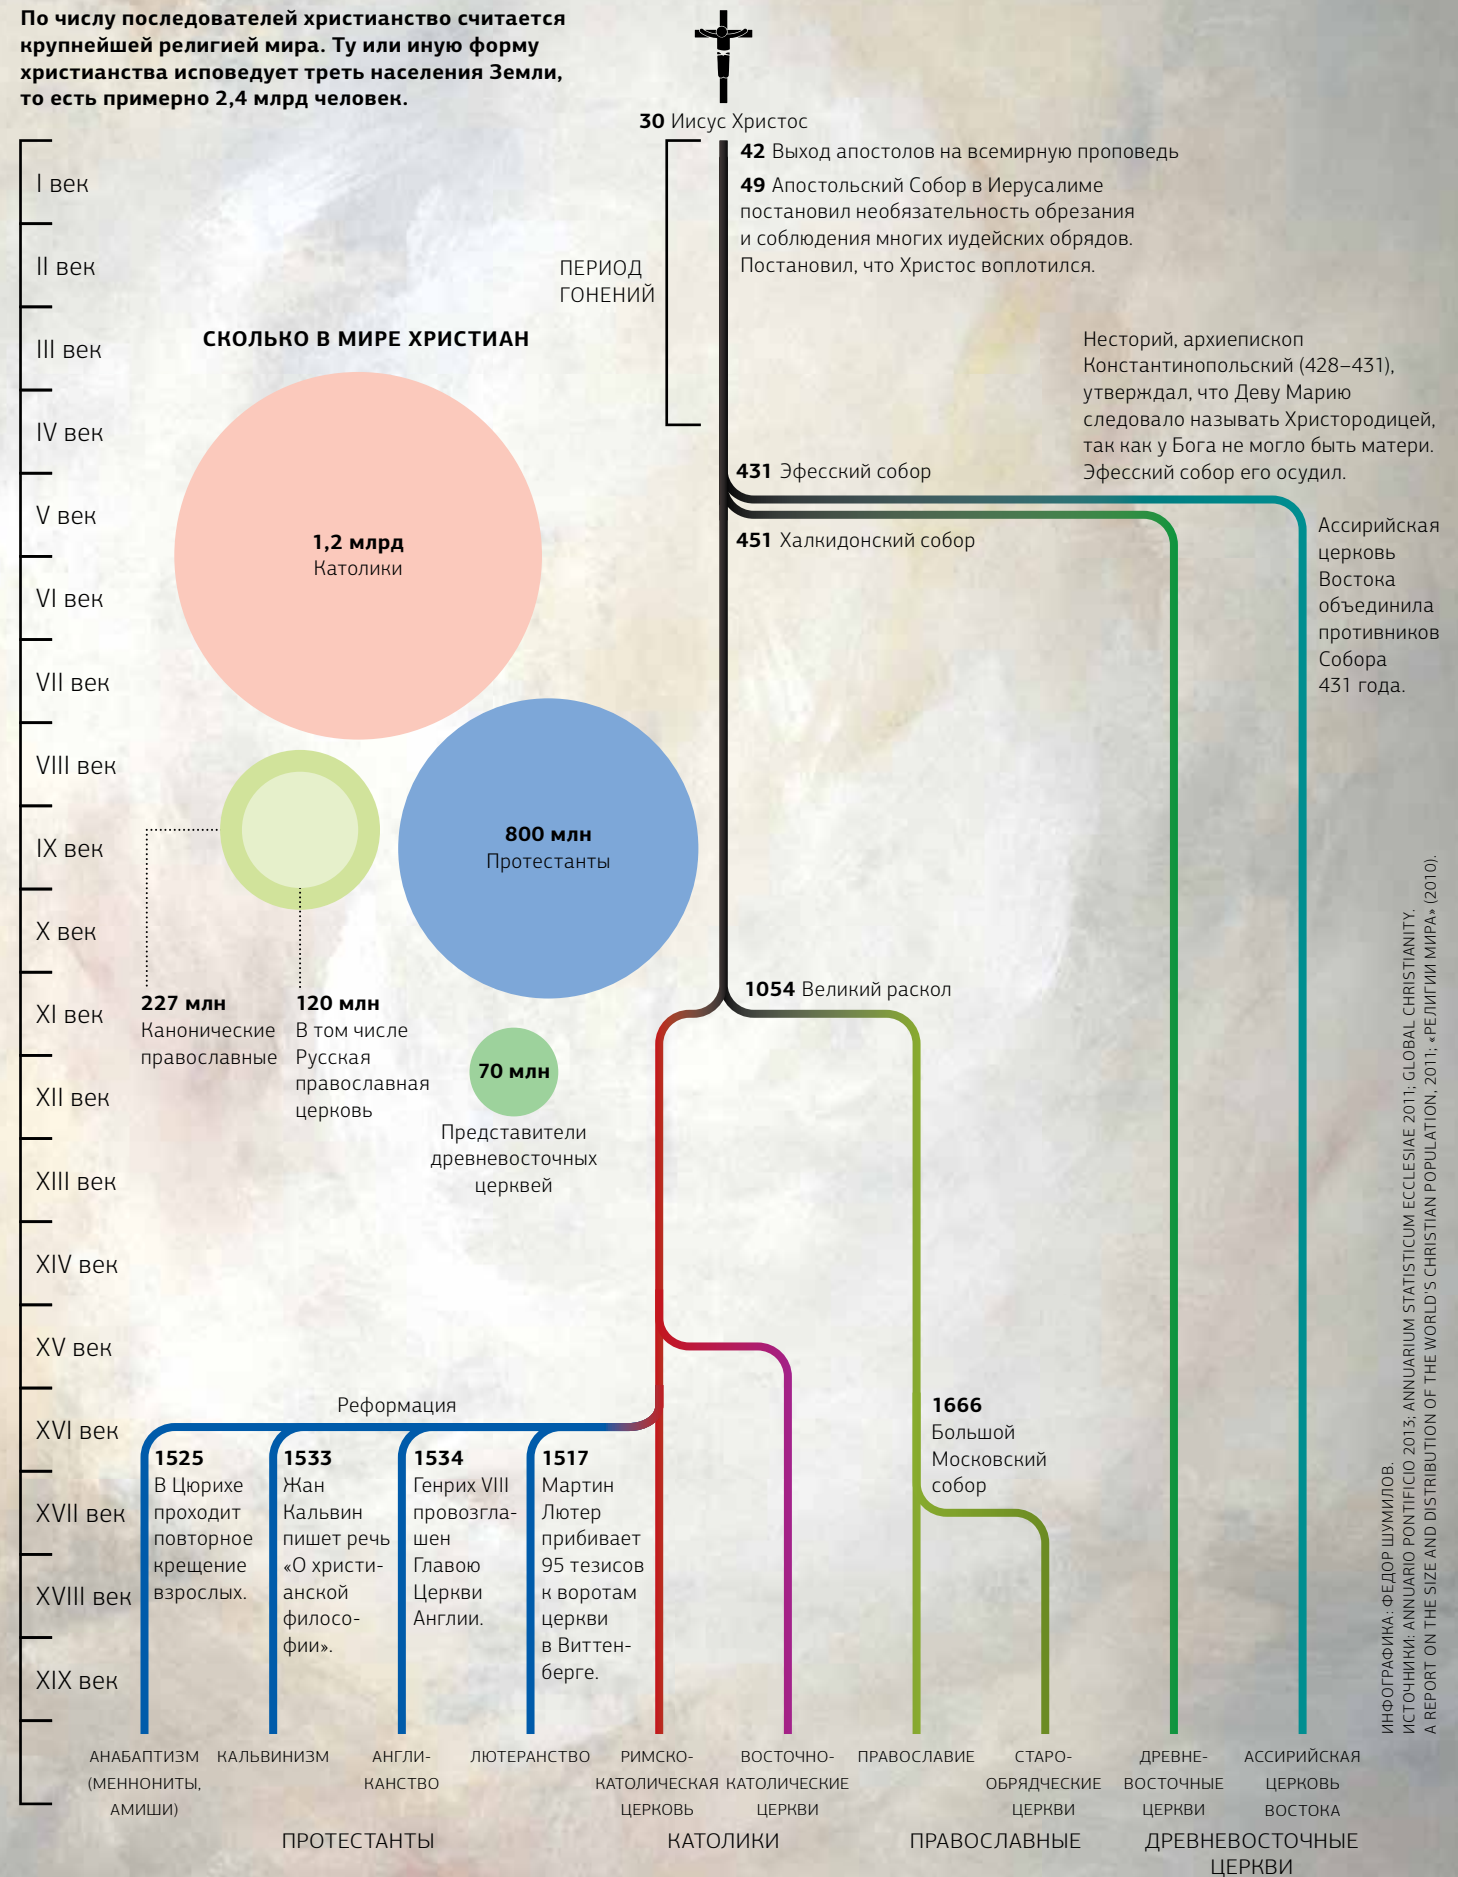 По числу последователей христианство считается
крупнейшей религией мира. Ту или иную форму
христианства исповедует треть населения Земли,
то есть примерно 2,4 млрд человек.
30 Иисус Христос
42 Выход апостолов на всемирную проповедь
49 Апостольский Собор в Иерусалиме
постановил необязательность обрезания
и соблюдения многих иудейских обрядов.
Постановил, что Христос воплотился.
ПЕРИОД
ГОНЕНИЙ
I век
II век
III век
IV век
V век
VI век
VII век
VIII век
IX век
X век
XI век
XII век
XIII век
XIV век
XV век
XVI век
XVII век
XVIII век
XIX век
СКОЛЬКО В МИРЕ ХРИСТИАН
1,2 млрд
Католики
800 млн
Протестанты
227 млн
Канонические
православные
120 млн
В том числе
Русская
православная
церковь
70 млн
Представители
древневосточных
церквей
Несторий, архиепископ
Константинопольский (428–431),
утверждал, что Деву Марию
следовало называть Христородицей,
так как у Бога не могло быть матери.
Эфесский собор его осудил.
431 Эфесский собор
451 Халкидонский собор
Ассирийская
церковь
Востока
объединила
противников
Собора
431 года.
1054 Великий раскол
Реформация
1525
В Цюрихе
проходит
повторное
крещение
взрослых.
1533
Жан
Кальвин
пишет речь
«О христи-
анской
филосо-
фии».
1534
Генрих VIII
провозгла-
шен
Главою
Церкви
Англии.
1517
Мартин
Лютер
прибивает
95 тезисов
к воротам
церкви
в Виттен-
берге.
1666
Большой
Московский
собор
АНАБАПТИЗМ
(МЕННОНИТЫ,
АМИШИ)
КАЛЬВИНИЗМ
АНГЛИ-
КАНСТВО
ЛЮТЕРАНСТВО
РИМСКО-
КАТОЛИЧЕСКАЯ
ЦЕРКОВЬ
ВОСТОЧНО-
КАТОЛИЧЕСКИЕ
ЦЕРКВИ
ПРАВОСЛАВИЕ
СТАРО-
ОБРЯДЧЕСКИЕ
ЦЕРКВИ
ДРЕВНЕ-
ВОСТОЧНЫЕ
ЦЕРКВИ
АССИРИЙСКАЯ
ЦЕРКОВЬ
ВОСТОКА
ПРОТЕСТАНТЫ
КАТОЛИКИ
ПРАВОСЛАВНЫЕ
ДРЕВНЕВОСТОЧНЫЕ
ЦЕРКВИ
ИНФОГРАФИКА: ФЕДОР ШУМИЛОВ.
ИСТОЧНИКИ: ANNUARIO PONTIFICIO 2013; ANNUARIUM STATISTICUM ECCLESIAE 2011; GLOBAL CHRISTIANITY.
A REPORT ON THE SIZE AND DISTRIBUTION OF THE WORLD'S CHRISTIAN POPULATION, 2011; «РЕЛИГИИ МИРА» (2010).